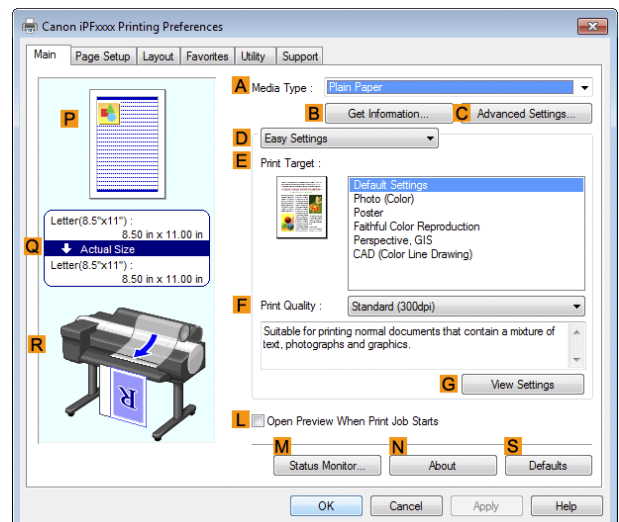 Canon iPFxxxx Printing Preferences
Main Page Setup Layout Favorites Utility Support
A Media Type : Plain Paper
B Get Information... C Advanced Settings...
D Easy Settings
E Print Target :
Default Settings
Photo (Color)
Poster
Faithful Color Reproduction
Perspective, GIS
CAD (Color Line Drawing)
F Print Quality : Standard (300dpi)
Suitable for printing normal documents that contain a mixture of
text, photographs and graphics.
G View Settings
L Open Preview When Print Job Starts
M N S
Status Monitor... About Defaults
OK Cancel Apply Help
P
Letter(8.5"x11") :
8.50 in x 11.00 in
Q Actual Size
Letter(8.5"x11") :
8.50 in x 11.00 in
R
R